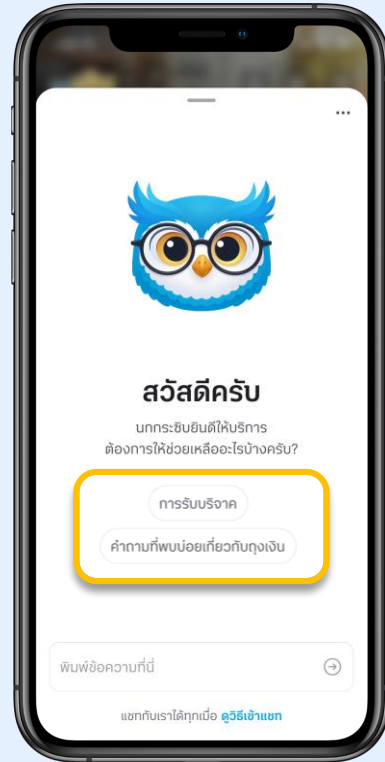 สวัสดีครับ
นกกระซิบยินดีให้บริการ
ต้องการให้ช่วยเหลืออะไรบ้างครับ?
การรับบริจาค
คำถามที่พบบ่อยเกี่ยวกับถุงเงิน
พิมพ์ข้อความที่นี่
แชทกับเราได้ทุกเมื่อ ดูวิธีเข้าแชท